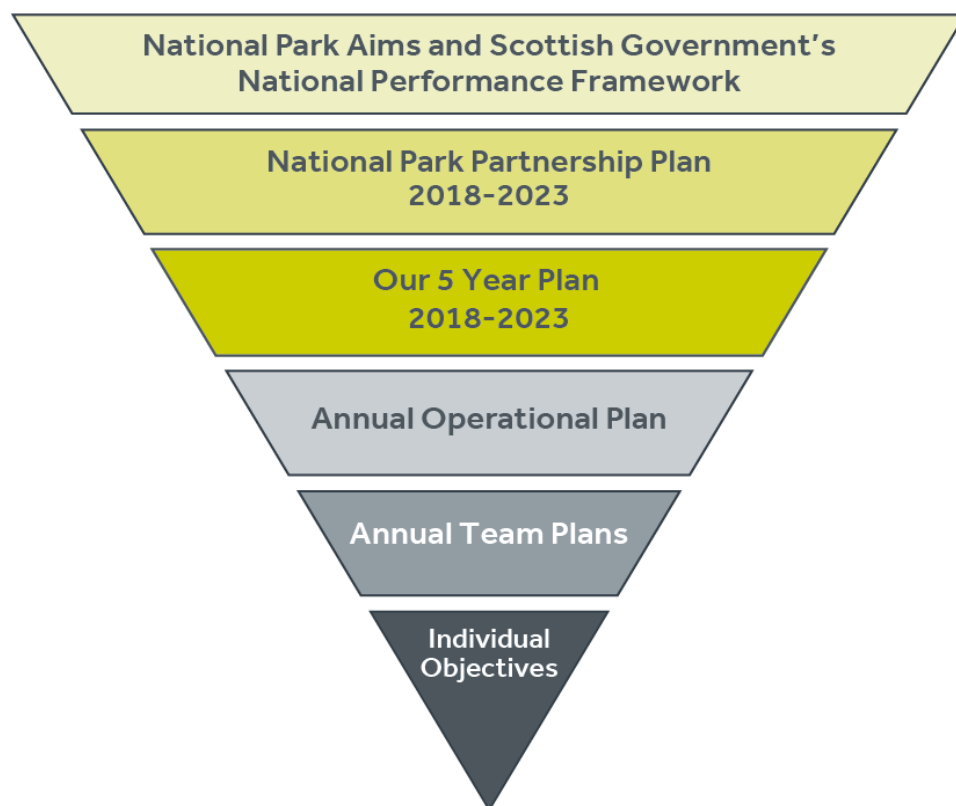 National Park Aims and Scottish Government’s
National Performance Framework
National Park Partnership Plan
2018-2023
Our 5 Year Plan
2018-2023
Annual Operational Plan
Annual Team Plans
Individual
Objectives